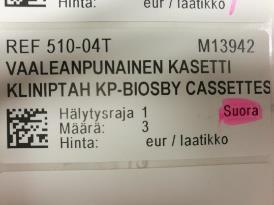 Hinta: eur / laatikko
REF 510-04T M13942
VAALEANPUNAINEN KASETTI
KLINIPTAH KP-BIOSBY CASSETTES
Hälytysraja 1 Suora
Määrä: 3
Hinta: eur / laatikko